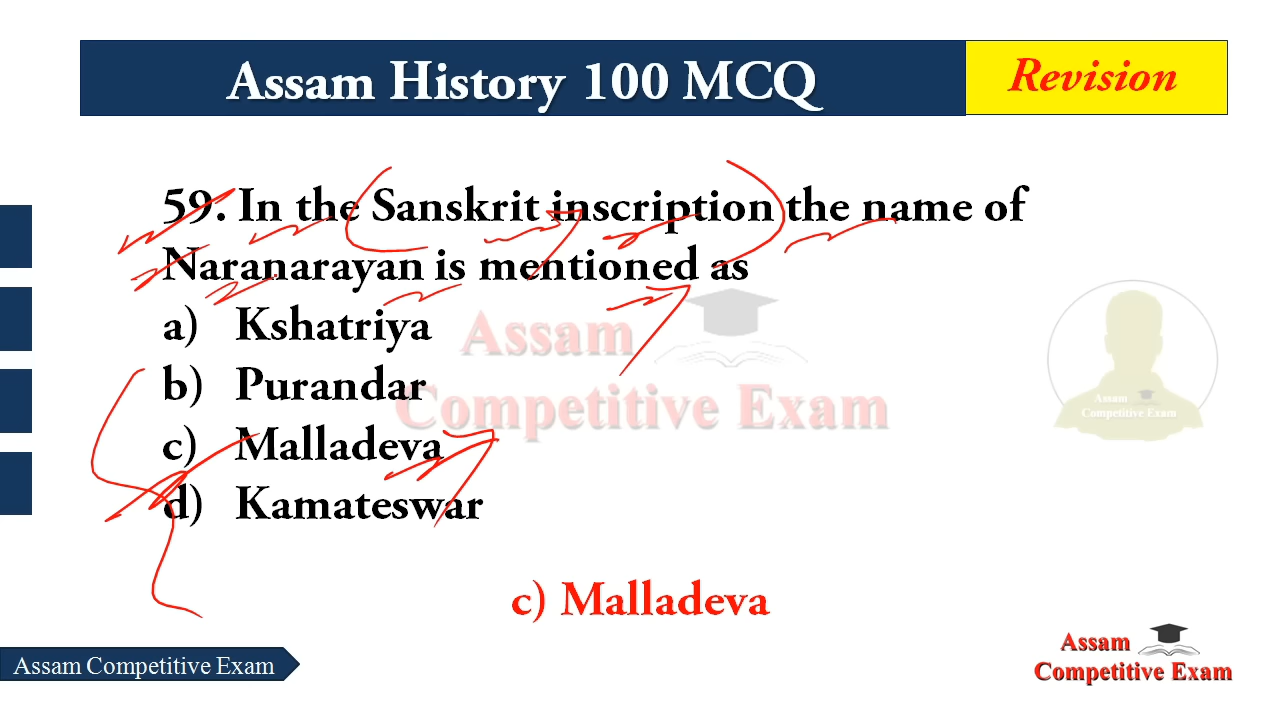 Assam History 100 MCQ
Revision
59. In the Sanskrit inscription the name of
Naranarayan is mentioned as
a) Kshatriya
b) Purandar
c) Malladeva
d) Kamateswar
c) Malladeva
Assam
Competitive Exam
Assam
Competitive Exam
Assam Competitive Exam
Assam
Competitive Exam